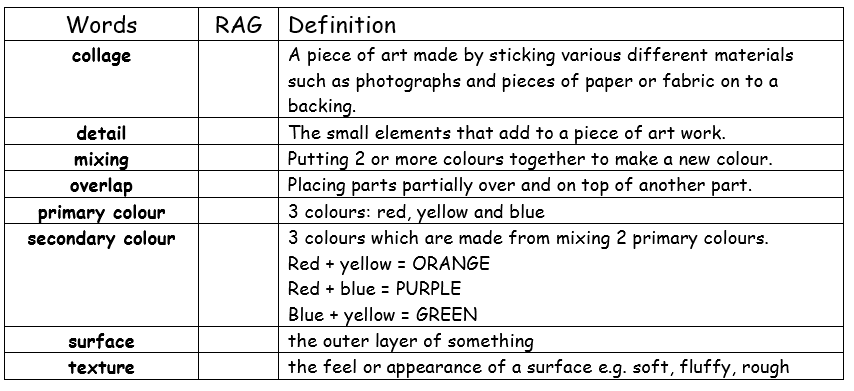 Words RAG Definition
collage A piece of art made by sticking various different materials
such as photographs and pieces of paper or fabric on to a
backing.
detail The small elements that add to a piece of art work.
mixing Putting 2 or more colours together to make a new colour.
overlap Placing parts partially over and on top of another part.
primary colour 3 colours: red, yellow and blue
secondary colour 3 colours which are made from mixing 2 primary colours.
Red + yellow = ORANGE
Red + blue = PURPLE
Blue + yellow = GREEN
surface the outer layer of something
texture the feel or appearance of a surface e.g. soft, fluffy, rough